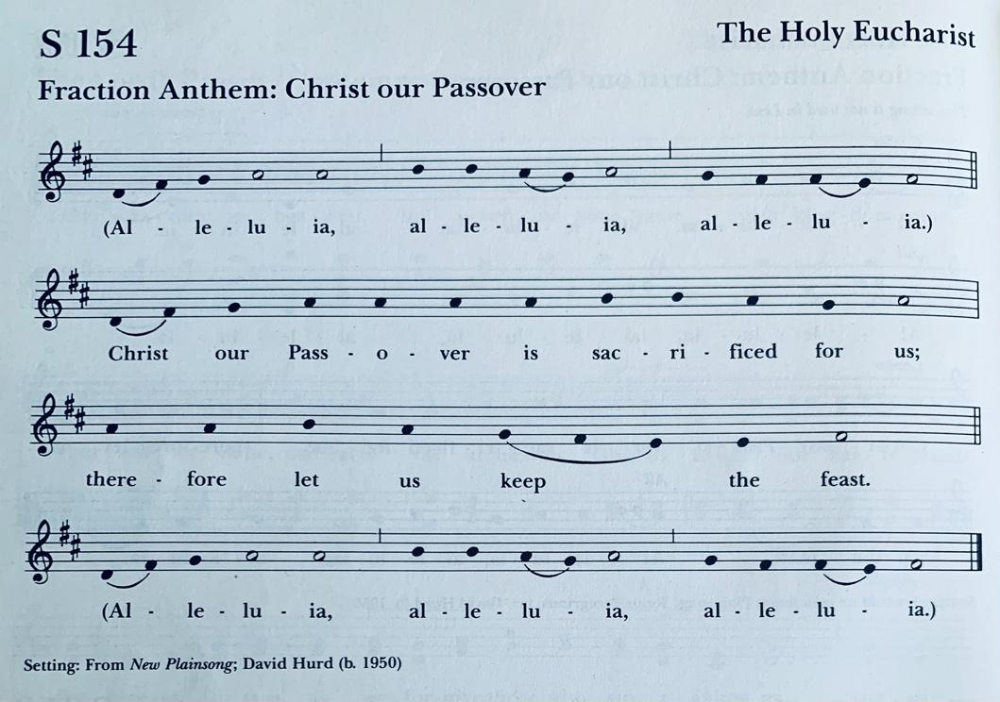 S 154
The Holy Eucharist
Fraction Anthem: Christ our Passover
(Al - le - lu - ia, al - le - lu - ia, al - le - lu - ia.)
Christ our Pass - o - ver is sac - ri - ficed for us;
there - fore let us keep the feast.
(Al - le - lu - ia, al - le - lu - ia, al - le - lu - ia.)
Setting: From New Plainsong; David Hurd (b. 1950)